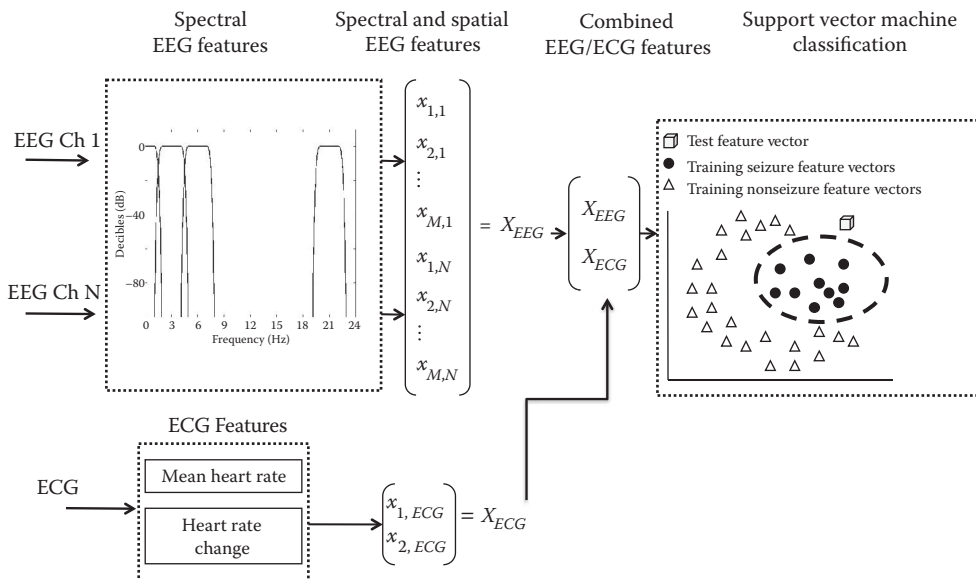 Spectral
EEG features
Spectral and spatial
EEG features
Combined
EEG/ECG features
Support vector machine
classification
EEG Ch 1
EEG Ch N
Decibles (dB)
0
−40
−60
−80
0 3 6 9 12 15 18 21 24
Frequency (Hz)
x1,1
x2,1
⋮
xM,1
x1,N
x2,N
⋮
xM,N
= XEEG
XEEG
XECG
Test feature vector
Training seizure feature vectors
Training nonseizure feature vectors
ECG Features
ECG
Mean heart rate
Heart rate
change
x1, ECG
x2, ECG
= XECG